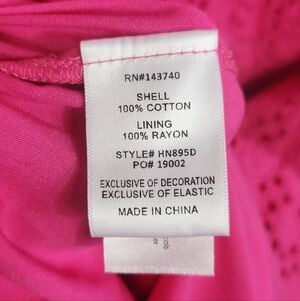 RN#143740
SHELL
100% COTTON
LINING
100% RAYON
STYLE# HN895D
PO# 19002
EXCLUSIVE OF DECORATION
EXCLUSIVE OF ELASTIC
MADE IN CHINA